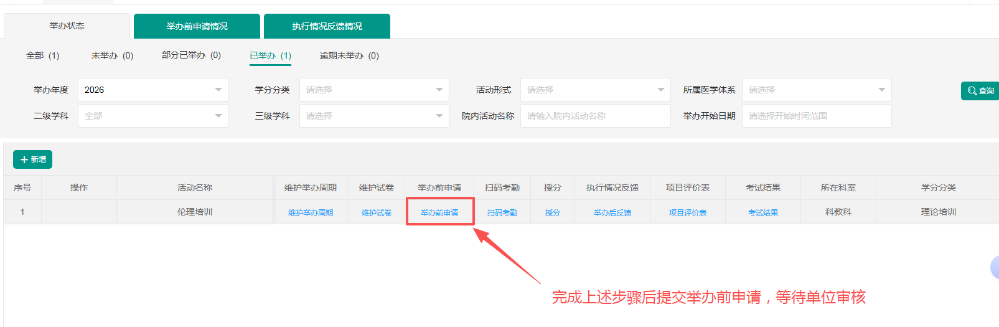 举办状态 举办前申请情况 执行情况反馈情况
全部 (1) 未举办 (0) 部分已举办 (0) 已举办 (1) 逾期未举办 (0)
举办年度 2026 学分分类 请选择 活动形式 请选择 所属医学体系 请选择 查询
二级学科 全部 三级学科 请选择 院内活动名称 请输入院内活动名称 举办开始日期 请选择开始时间范围
+ 新增
序号 操作 活动名称 维护举办周期 维护试卷 举办前申请 扫码考勤 授分 执行情况反馈 项目评价表 考试结果 所在科室 学分分类
1 伦理培训 维护举办周期 维护试卷 举办前申请 扫码考勤 授分 举办后反馈 项目评价表 考试结果 科教科 理论培训
完成上述步骤后提交举办前申请，等待单位审核